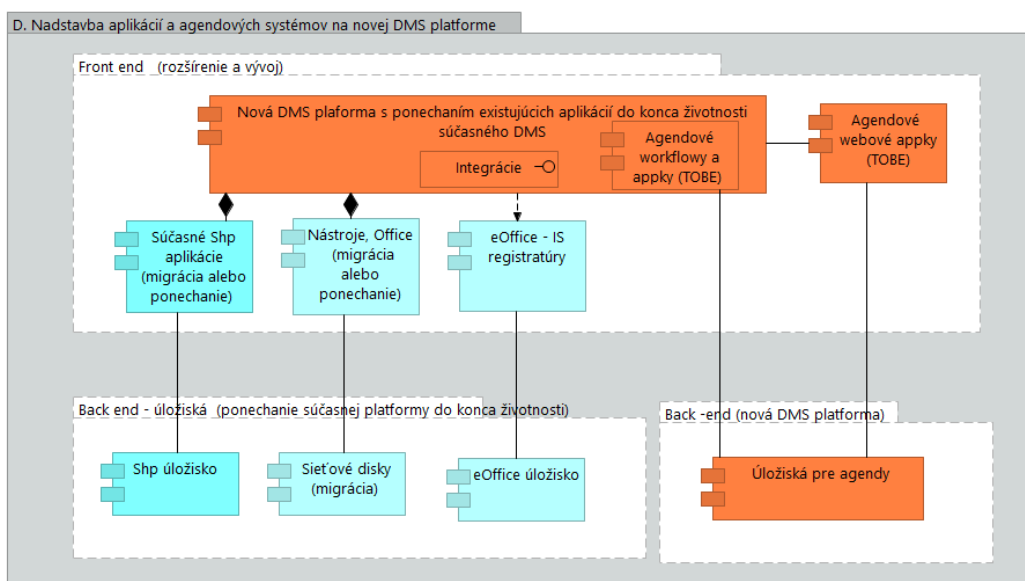 D. Nadstavba aplikácií a agendových systémov na novej DMS platforme
Front end (rozšírenie a vývoj)
Nová DMS plaforma s ponechaním existujúcich aplikácií do konca životnosti
súčasného DMS
Integrácie
Agendové
workflowy a
appky (TOBE)
Agendové
webové appky
(TOBE)
Súčasné Shp
aplikácie
(migrácia alebo
ponechanie)
Nástroje, Office
(migrácia
alebo
ponechanie)
eOffice - IS
registratúry
Back end - úložiská (ponechanie súčasnej platformy do konca životnosti)
Shp úložisko
Sieťové disky
(migrácia)
eOffice úložisko
Back -end (nová DMS platforma)
Úložiská pre agendy